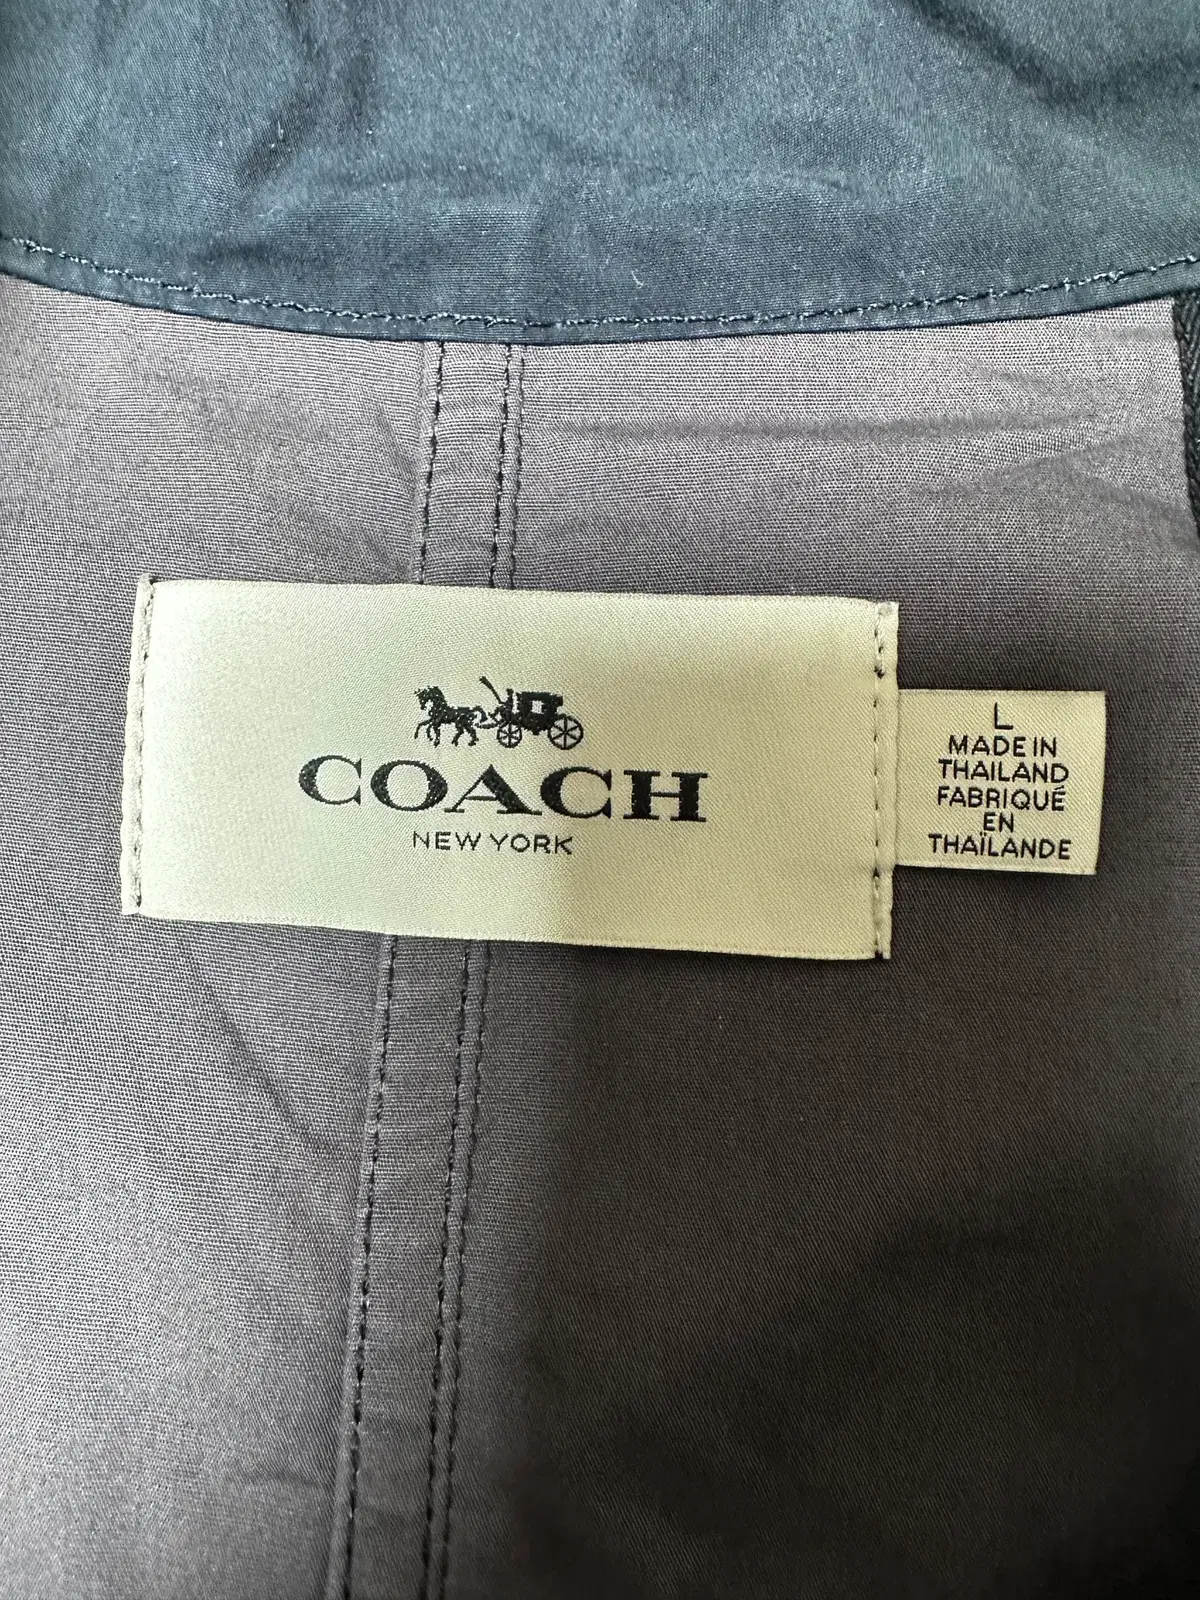 COACH
NEW YORK
L
MADE IN
THAILAND
FABRIQUÉ
EN
THAÏLANDE